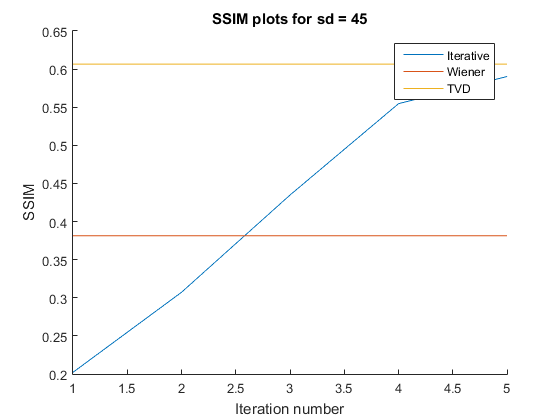 SSIM plots for sd = 45
0.65
0.6
0.55
0.5
0.45
0.4
0.35
0.3
0.25
0.2
SSIM
Iterative
Wiener
TVD
1 1.5 2 2.5 3 3.5 4 4.5 5
Iteration number